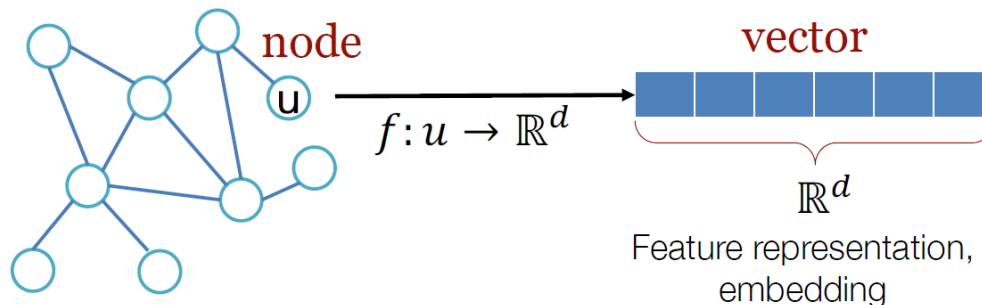 node
vector
u
f: u → ℝ^d
ℝ^d
Feature representation,
embedding